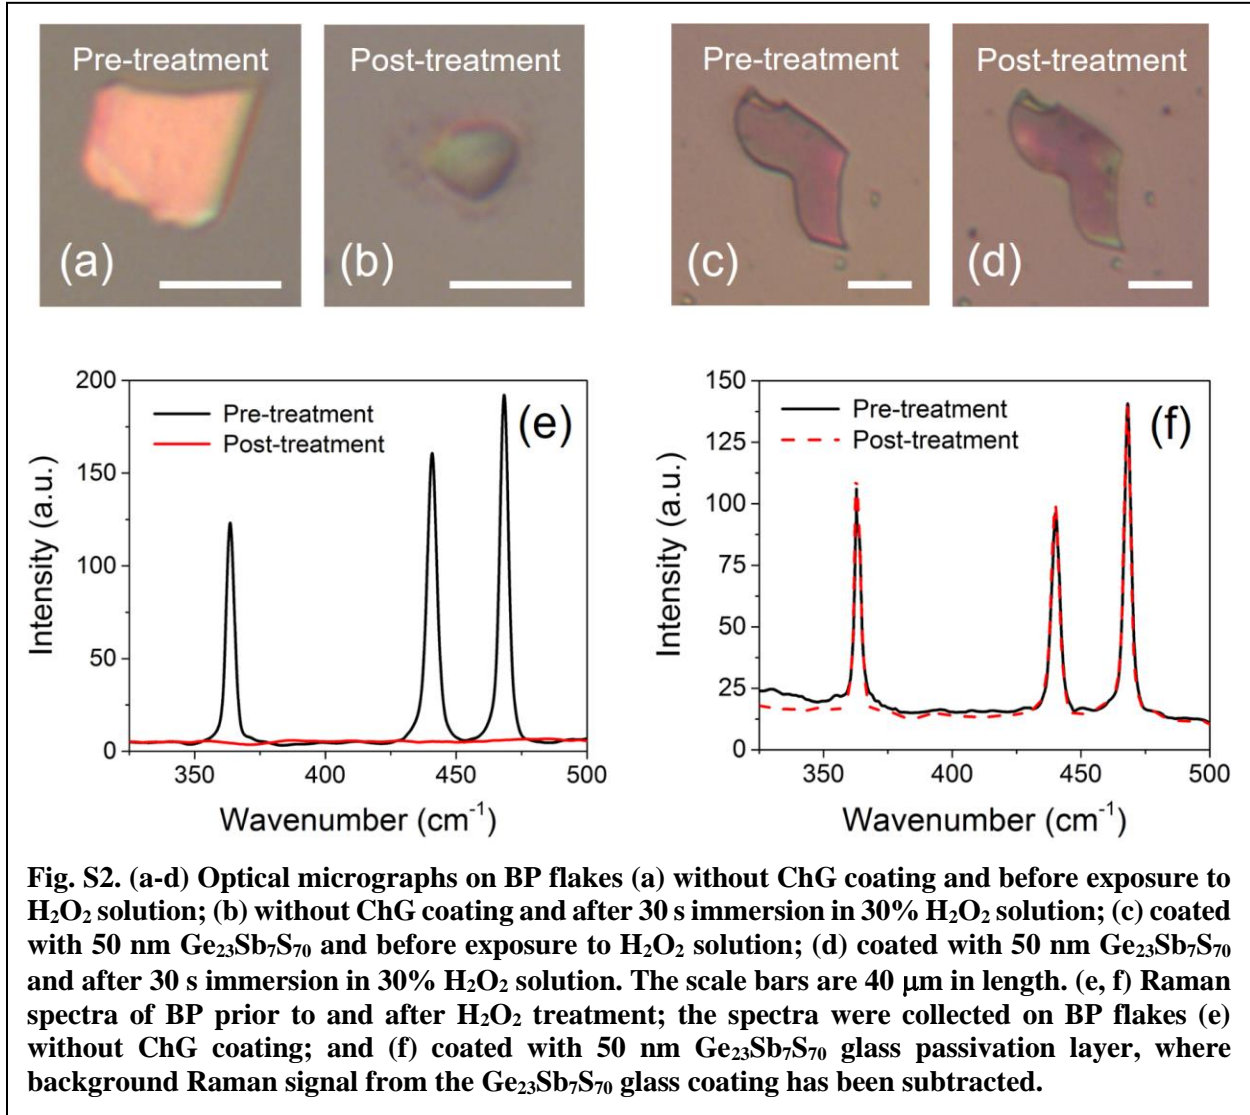 Pre-treatment
Post-treatment
Pre-treatment
Post-treatment
(a)
(b)
(c)
(d)
200
150
100
50
0
350
400
450
500
Intensity (a.u.)
Wavenumber (cm⁻¹)
Pre-treatment
Post-treatment
(e)
150
125
100
75
50
25
0
350
400
450
500
Intensity (a.u.)
Wavenumber (cm⁻¹)
Pre-treatment
Post-treatment
(f)
Fig. S2. (a-d) Optical micrographs on BP flakes (a) without ChG coating and before exposure to
H₂O₂ solution; (b) without ChG coating and after 30 s immersion in 30% H₂O₂ solution; (c) coated
with 50 nm Ge₂₃Sb₇S₇₀ and before exposure to H₂O₂ solution; (d) coated with 50 nm Ge₂₃Sb₇S₇₀
and after 30 s immersion in 30% H₂O₂ solution. The scale bars are 40 μm in length. (e, f) Raman
spectra of BP prior to and after H₂O₂ treatment; the spectra were collected on BP flakes (e)
without ChG coating; and (f) coated with 50 nm Ge₂₃Sb₇S₇₀ glass passivation layer, where
background Raman signal from the Ge₂₃Sb₇S₇₀ glass coating has been subtracted.